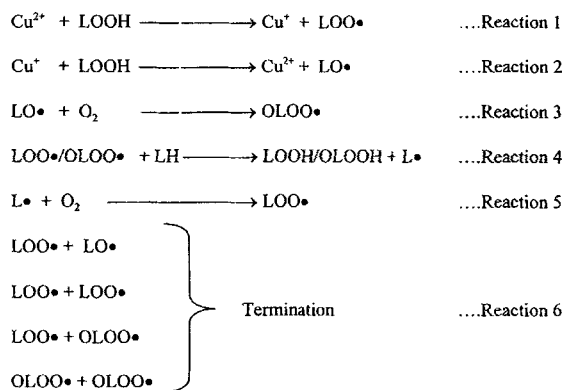 Cu²⁺ + LOOH ⟶ Cu⁺ + LOO• ....Reaction 1
Cu⁺ + LOOH ⟶ Cu²⁺ + LO• ....Reaction 2
LO• + O₂ ⟶ OLOO• ....Reaction 3
LOO•/OLOO• + LH ⟶ LOOH/OLOOH + L• ....Reaction 4
L• + O₂ ⟶ LOO• ....Reaction 5
LOO• + LO•
LOO• + LOO•
Termination ....Reaction 6
LOO• + OLOO•
OLOO• + OLOO•